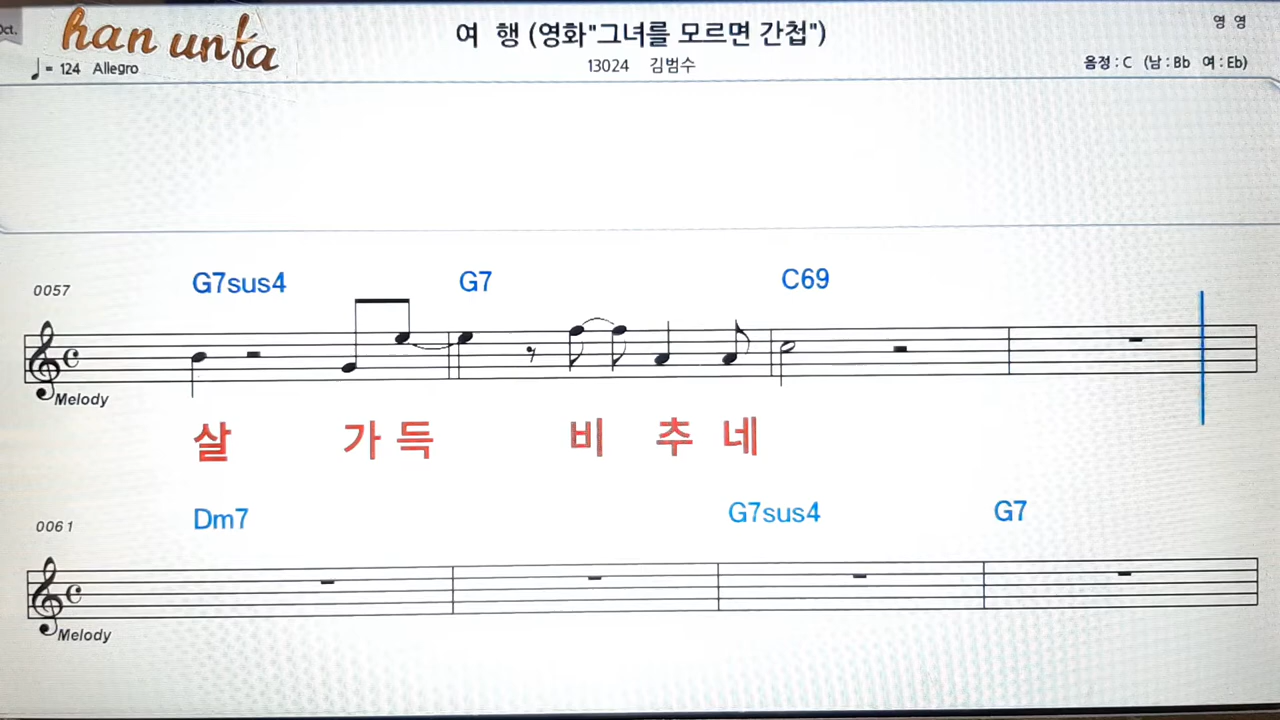 Oct.
han unfa
여 행 (영화"그녀를 모르면 간첩")
영 영
= 124 Allegro
13024 김범수
음정 : C (남 : Bb 여 : Eb)
0057
G7sus4 G7 C69
Melody
살 가 득 비 추 네
0061
Dm7 G7sus4 G7
Melody